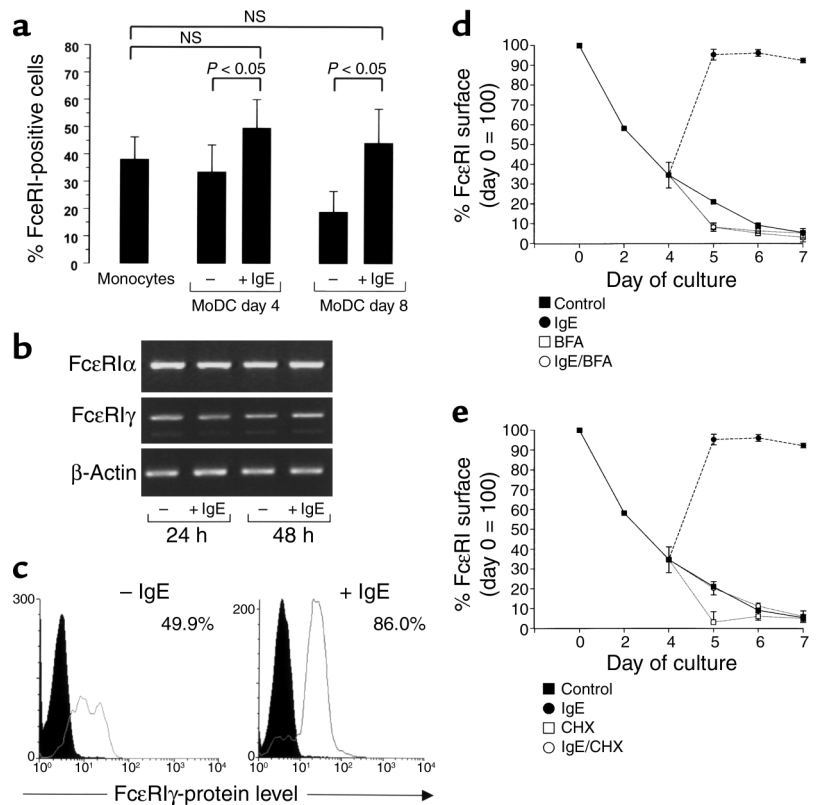 a
NS
NS
P < 0.05
P < 0.05
% FceRI-positive cells
80
70
60
50
40
30
20
10
0
Monocytes
–
+ IgE
–
+ IgE
MoDC day 4
MoDC day 8
b
FcεRIα
FcεRIγ
β-Actin
–
+ IgE
–
+ IgE
24 h
48 h
c
– IgE
49.9%
300
0
10⁰ 10¹ 10² 10³ 10⁴
+ IgE
86.0%
200
0
10⁰ 10¹ 10² 10³ 10⁴
FcεRIγ-protein level
d
% FcεRI surface
(day 0 = 100)
100
90
80
70
60
50
40
30
20
10
0
0 2 4 5 6 7
Day of culture
Control
IgE
BFA
IgE/BFA
e
% FcεRI surface
(day 0 = 100)
100
90
80
70
60
50
40
30
20
10
0
0 2 4 5 6 7
Day of culture
Control
IgE
CHX
IgE/CHX